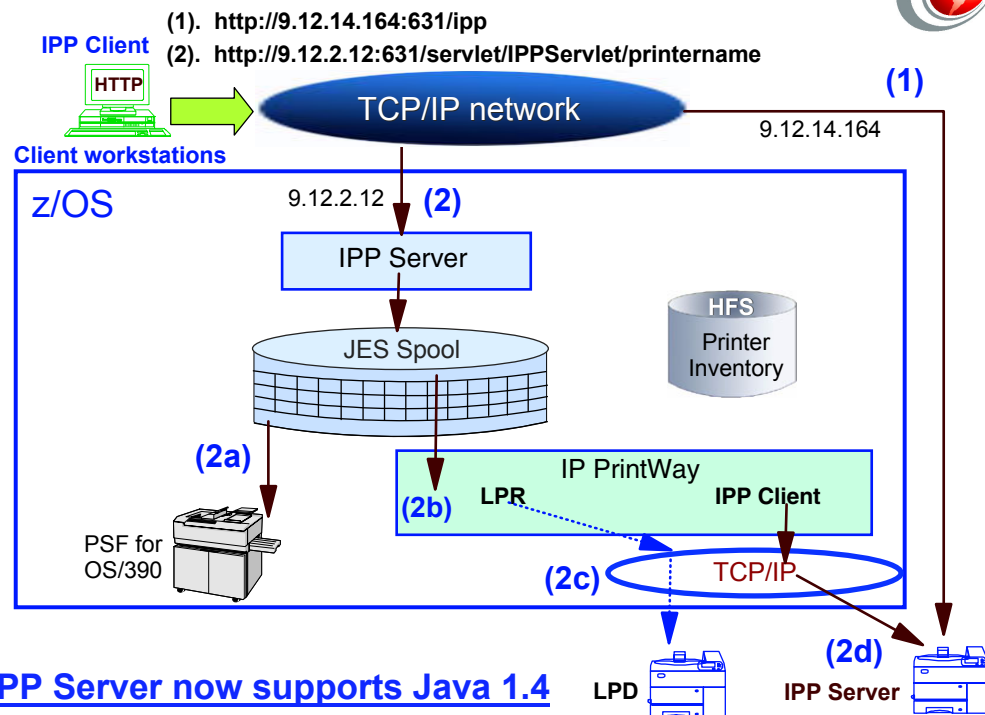 (1). http://9.12.14.164:631/ipp
IPP Client
(2). http://9.12.2.12:631/servlet/IPPServlet/printername
HTTP
TCP/IP network
(1)
9.12.14.164
Client workstations
z/OS
9.12.2.12
(2)
IPP Server
HFS
Printer
Inventory
JES Spool
(2a)
IP PrintWay
(2b)
LPR
IPP Client
PSF for
OS/390
(2c)
TCP/IP
(2d)
PP Server now supports Java 1.4
LPD
IPP Server